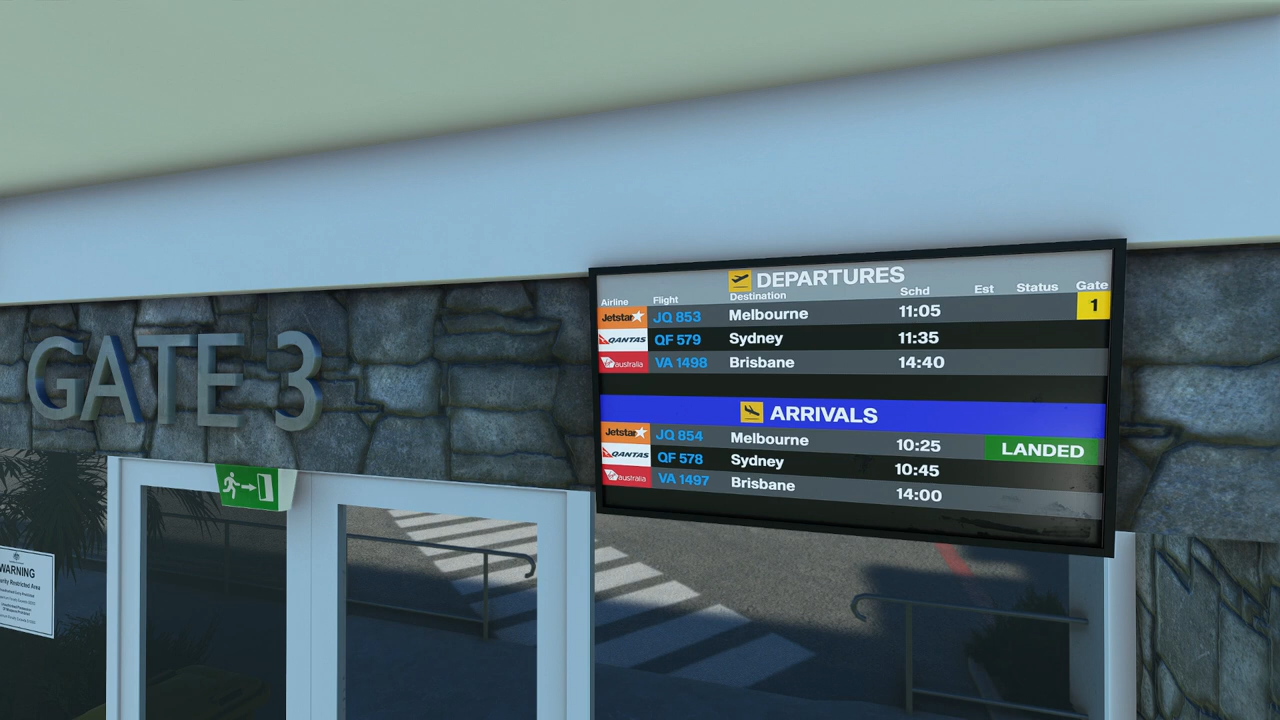 GATE 3
WARNING
DEPARTURES
Airline Flight Destination Schd Est Status Gate
Jetstar JQ 853 Melbourne 11:05 1
QANTAS QF 579 Sydney 11:35
australia VA 1498 Brisbane 14:40
ARRIVALS
Jetstar JQ 854 Melbourne 10:25 LANDED
QANTAS QF 578 Sydney 10:45
australia VA 1497 Brisbane 14:00